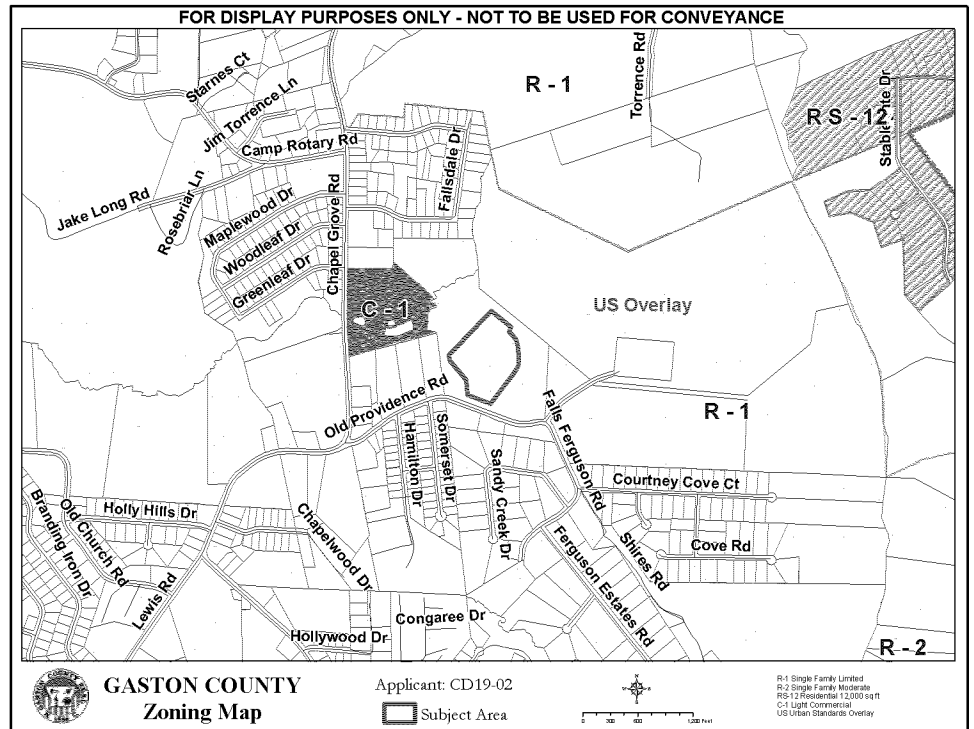 FOR DISPLAY PURPOSES ONLY - NOT TO BE USED FOR CONVEYANCE
Starnes Ct
Jim Torrence Ln
Camp Rotary Rd
Jake Long Rd
Rosebriar Ln
Maplewood Dr
Woodleaf Dr
Greenleaf Dr
Chapel Grove Rd
Fallsdale Dr
R - 1
Torrence Rd
RS - 12
C - 1
US Overlay
Old Providence Rd
Hamilton Dr
Somerset Dr
Sandy Creek Dr
Falls Ferguson Rd
R - 1
Courtney Cove Ct
Cove Rd
Shires Rd
Ferguson Estates Rd
Branding Iron Dr
Old Church Rd
Holly Hills Dr
Lewis Rd
Chapelwood Dr
Hollywood Dr
Congaree Dr
R - 2
GASTON COUNTY
Zoning Map
Applicant: CD19-02
Subject Area
0 300 600 1,200 Feet
R-1 Single Family Limited
R-2 Single Family Moderate
RS-12 Residential 12,000 sq ft
C-1 Light Commercial
US Urban Standards Overlay